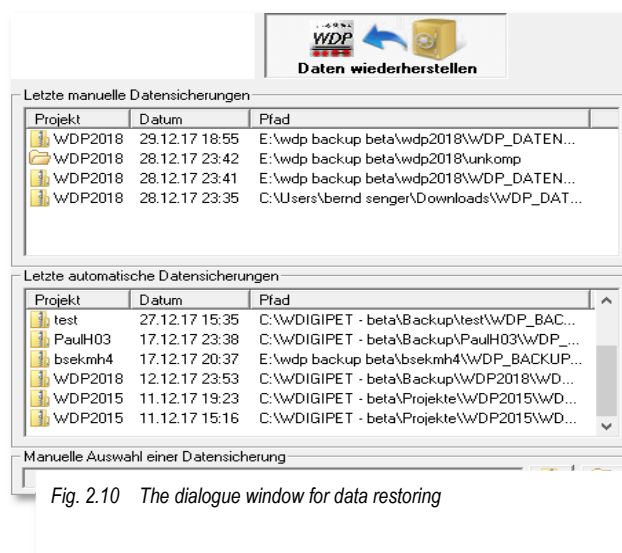 WDP
Daten wiederherstellen
Letzte manuelle Datensicherungen
Projekt Datum Pfad
WDP2018 29.12.17 18:55 E:\wdp backup beta\wdp2018\WDP_DATEN...
WDP2018 28.12.17 23:42 E:\wdp backup beta\wdp2018\unkomp
WDP2018 28.12.17 23:41 E:\wdp backup beta\wdp2018\WDP_DATEN...
WDP2018 28.12.17 23:35 C:\Users\bernd senger\Downloads\WDP_DAT...
Letzte automatische Datensicherungen
Projekt Datum Pfad
test 27.12.17 15:35 C:\WDIGIPET - beta\Backup\test\WDP_BAC...
PaulH03 17.12.17 23:38 C:\WDIGIPET - beta\Backup\PaulH03\WDP_...
bsekmh4 17.12.17 20:37 E:\wdp backup beta\bsekmh4\WDP_BACKUP...
WDP2018 12.12.17 23:53 C:\WDIGIPET - beta\Backup\WDP2018\WD...
WDP2015 11.12.17 19:23 C:\WDIGIPET - beta\Projekte\WDP2015\WD...
WDP2015 11.12.17 15:16 C:\WDIGIPET - beta\Projekte\WDP2015\WD...
Manuelle Auswahl einer Datensicherung
Fig. 2.10 The dialogue window for data restoring